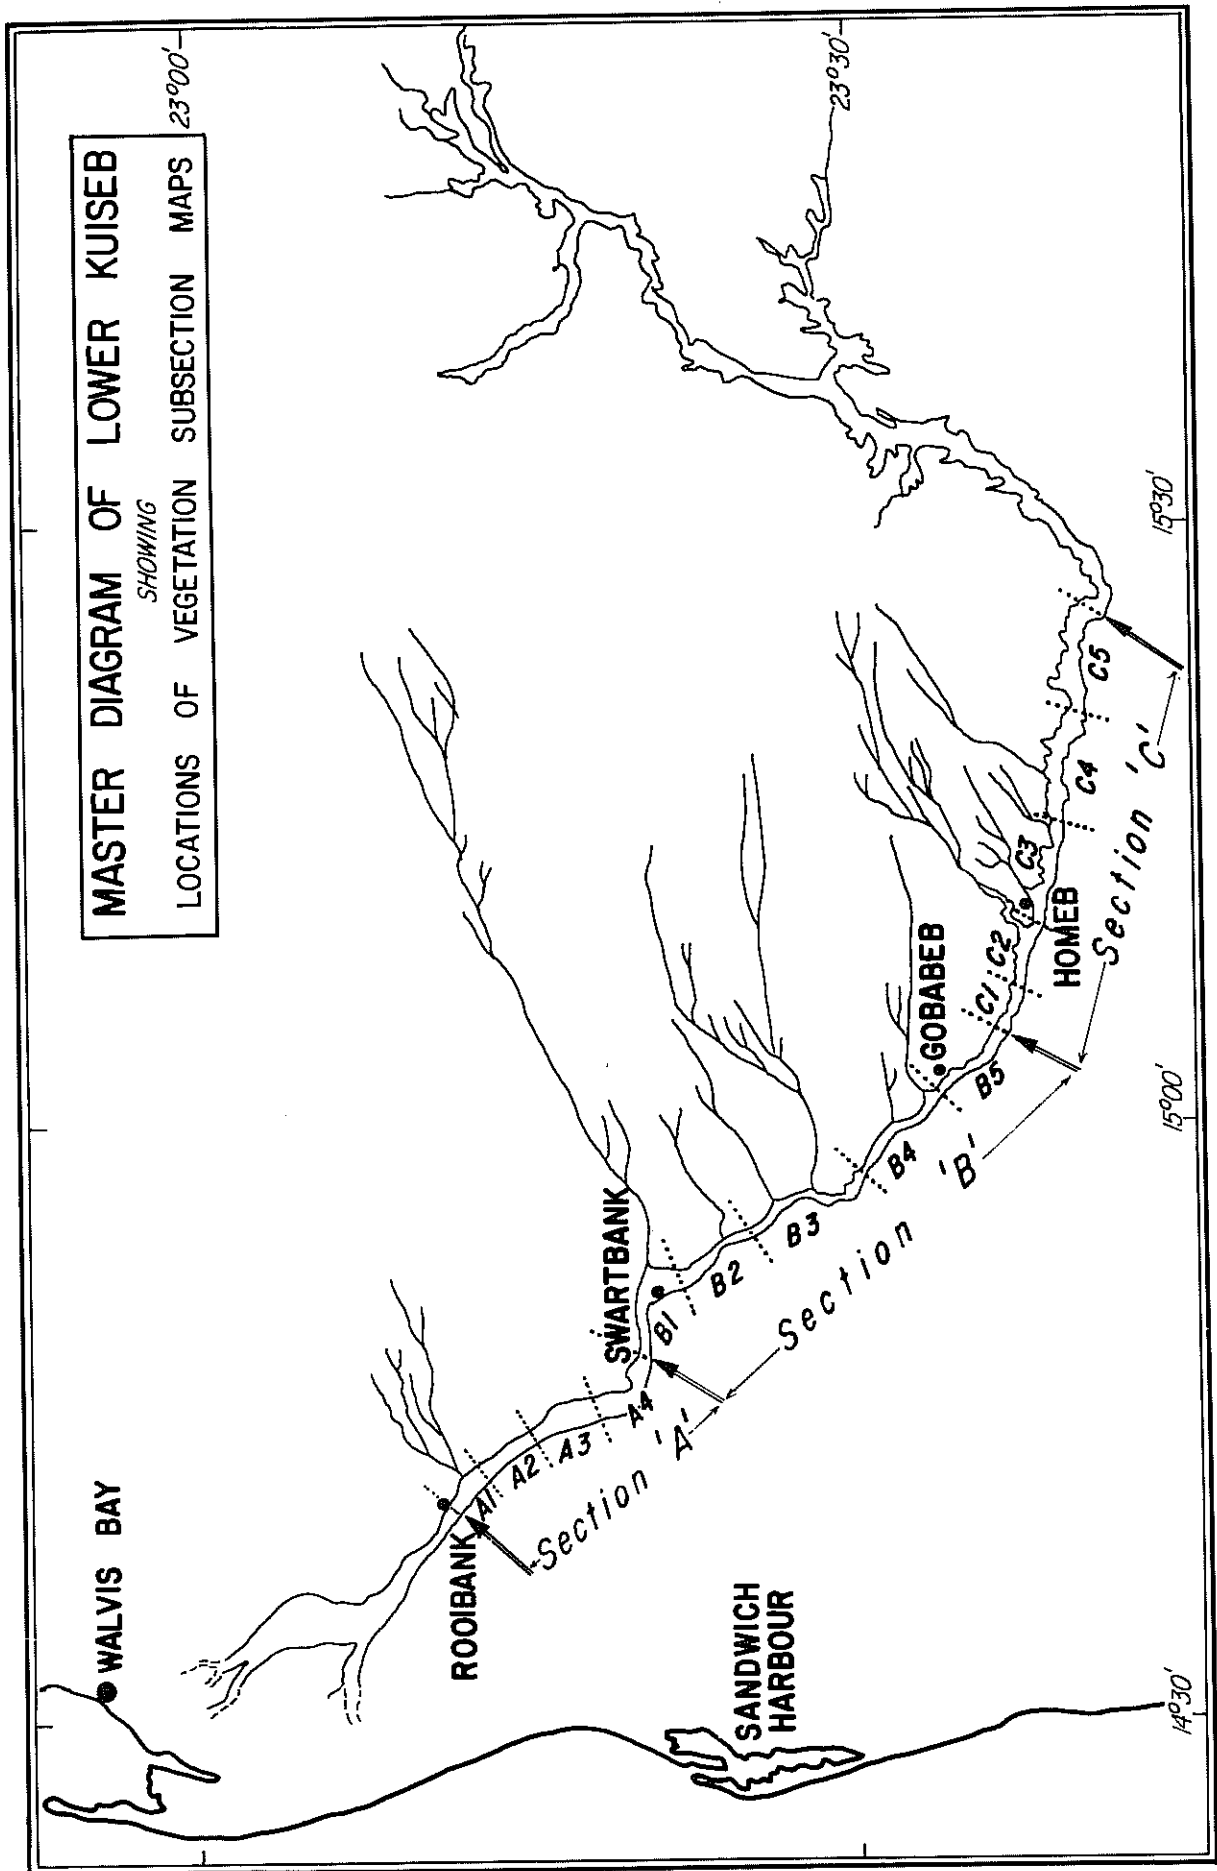 MASTER DIAGRAM OF LOWER KUISEB
SHOWING
LOCATIONS OF VEGETATION SUBSECTION MAPS
23°00'
23°30'
WALVIS BAY
ROOIBANK
SWARTBANK
GOBABEB
HOMEB
SANDWICH
HARBOUR
A1
A2
A3
A4
B1
B2
B3
B4
B5
C1
C2
C3
C4
C5
Section 'A'
Section 'B'
Section 'C'
14°30'
15°00'
15°30'